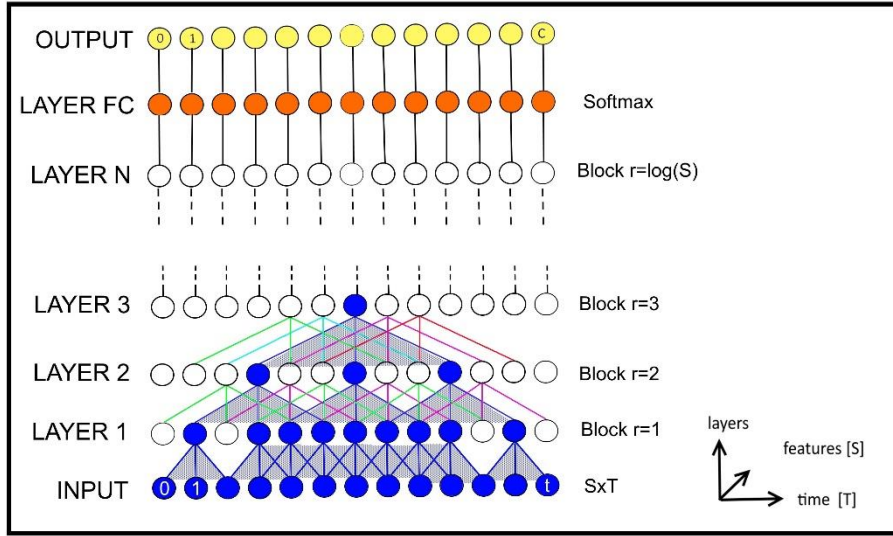 OUTPUT 0 1 C
LAYER FC Softmax
LAYER N Block r=log(S)
LAYER 3 Block r=3
LAYER 2 Block r=2
LAYER 1 Block r=1
INPUT 0 1 t SxT
layers
features [S]
time [T]